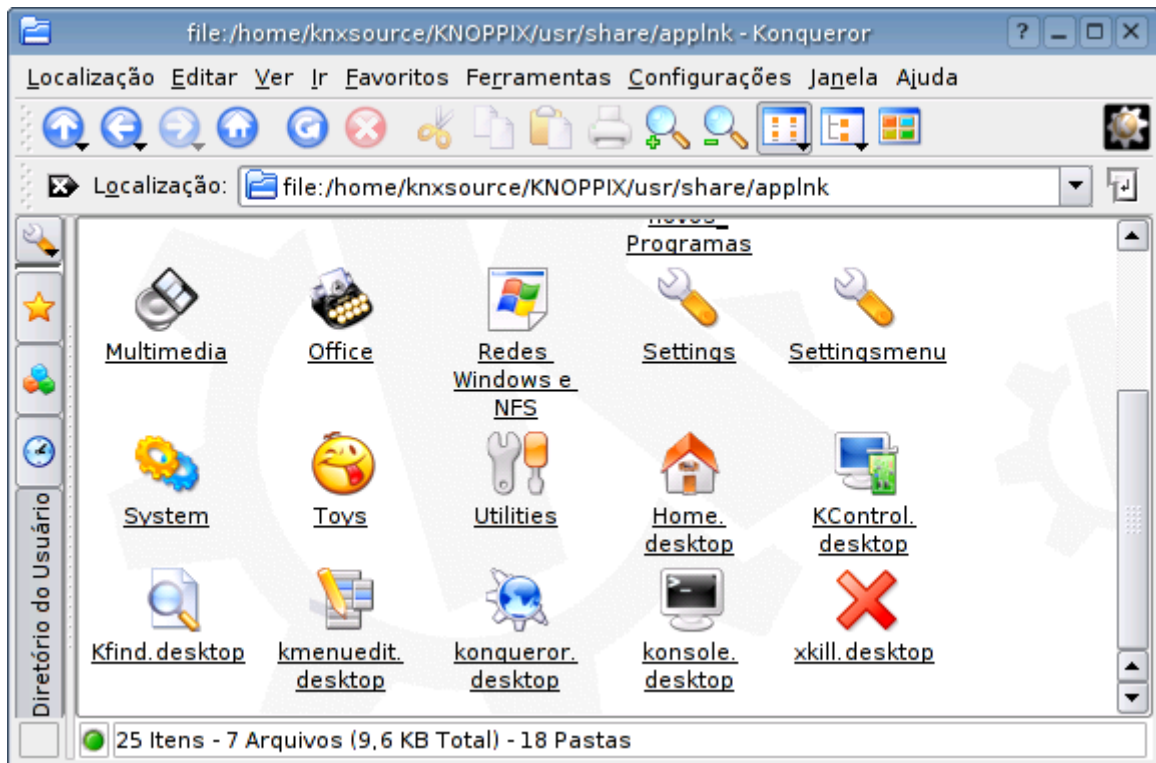 file:/home/knxsource/KNOPPIX/usr/share/applnk - Konqueror
Localização Editar Ver Ir Favoritos Ferramentas Configurações Janela Ajuda
Localização: file:/home/knxsource/KNOPPIX/usr/share/applnk
novos_
Programas
Multimedia
Office
Redes
Windows e
NFS
Settings
Settingsmenu
System
Toys
Utilities
Home.
desktop
KControl.
desktop
Kfind.desktop
kmenuedit.
desktop
konqueror.
desktop
konsole.
desktop
xkill.desktop
Diretório do Usuário
25 Itens - 7 Arquivos (9,6 KB Total) - 18 Pastas